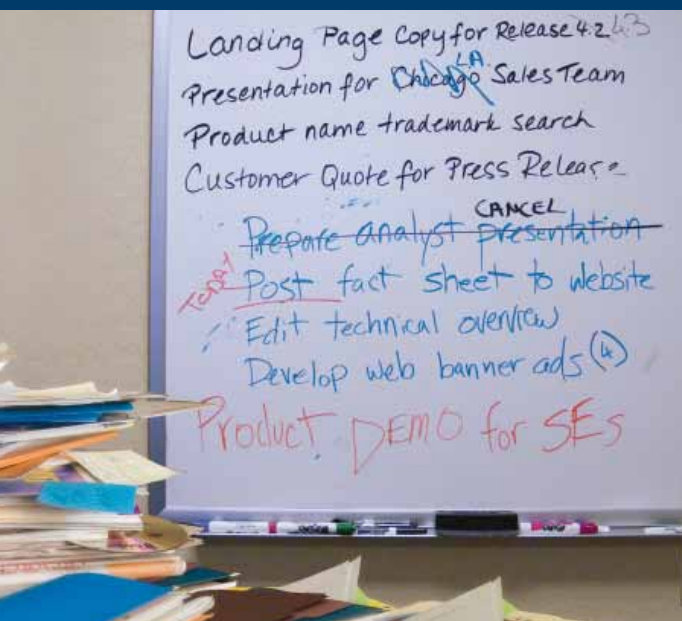 Landing Page Copy for Release 4.2 4.3
LA
Presentation for Chicago Sales Team
Product name trademark search
Customer Quote for Press Release
CANCEL
Prepare analyst presentation
TODAY Post fact sheet to website
Edit technical overview
Develop web banner ads (4)
Product DEMO for SEs